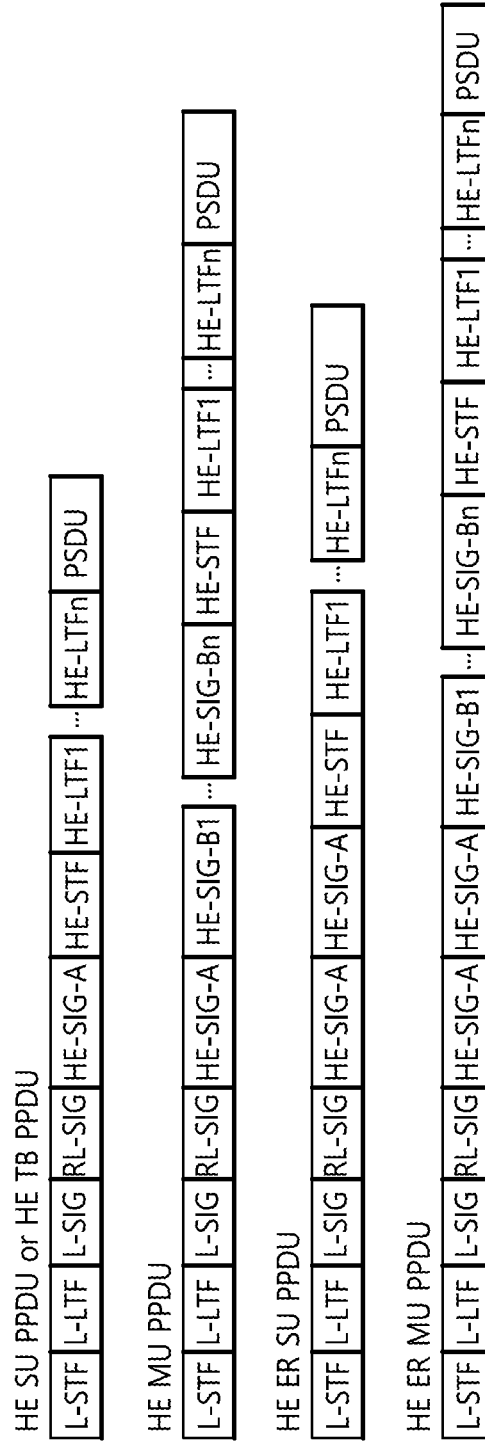 HE SU PPDU or HE TB PPDU
L-STF L-LTF L-SIG RL-SIG HE-SIG-A HE-STF HE-LTF1 ... HE-LTFn PSDU
HE MU PPDU
L-STF L-LTF L-SIG RL-SIG HE-SIG-A HE-SIG-B1 ... HE-SIG-Bn HE-STF HE-LTF1 ... HE-LTFn PSDU
HE ER SU PPDU
L-STF L-LTF L-SIG RL-SIG HE-SIG-A HE-SIG-A HE-STF HE-LTF1 ... HE-LTFn PSDU
HE ER MU PPDU
L-STF L-LTF L-SIG RL-SIG HE-SIG-A HE-SIG-A HE-SIG-B1 ... HE-SIG-Bn HE-STF HE-LTF1 ... HE-LTFn PSDU